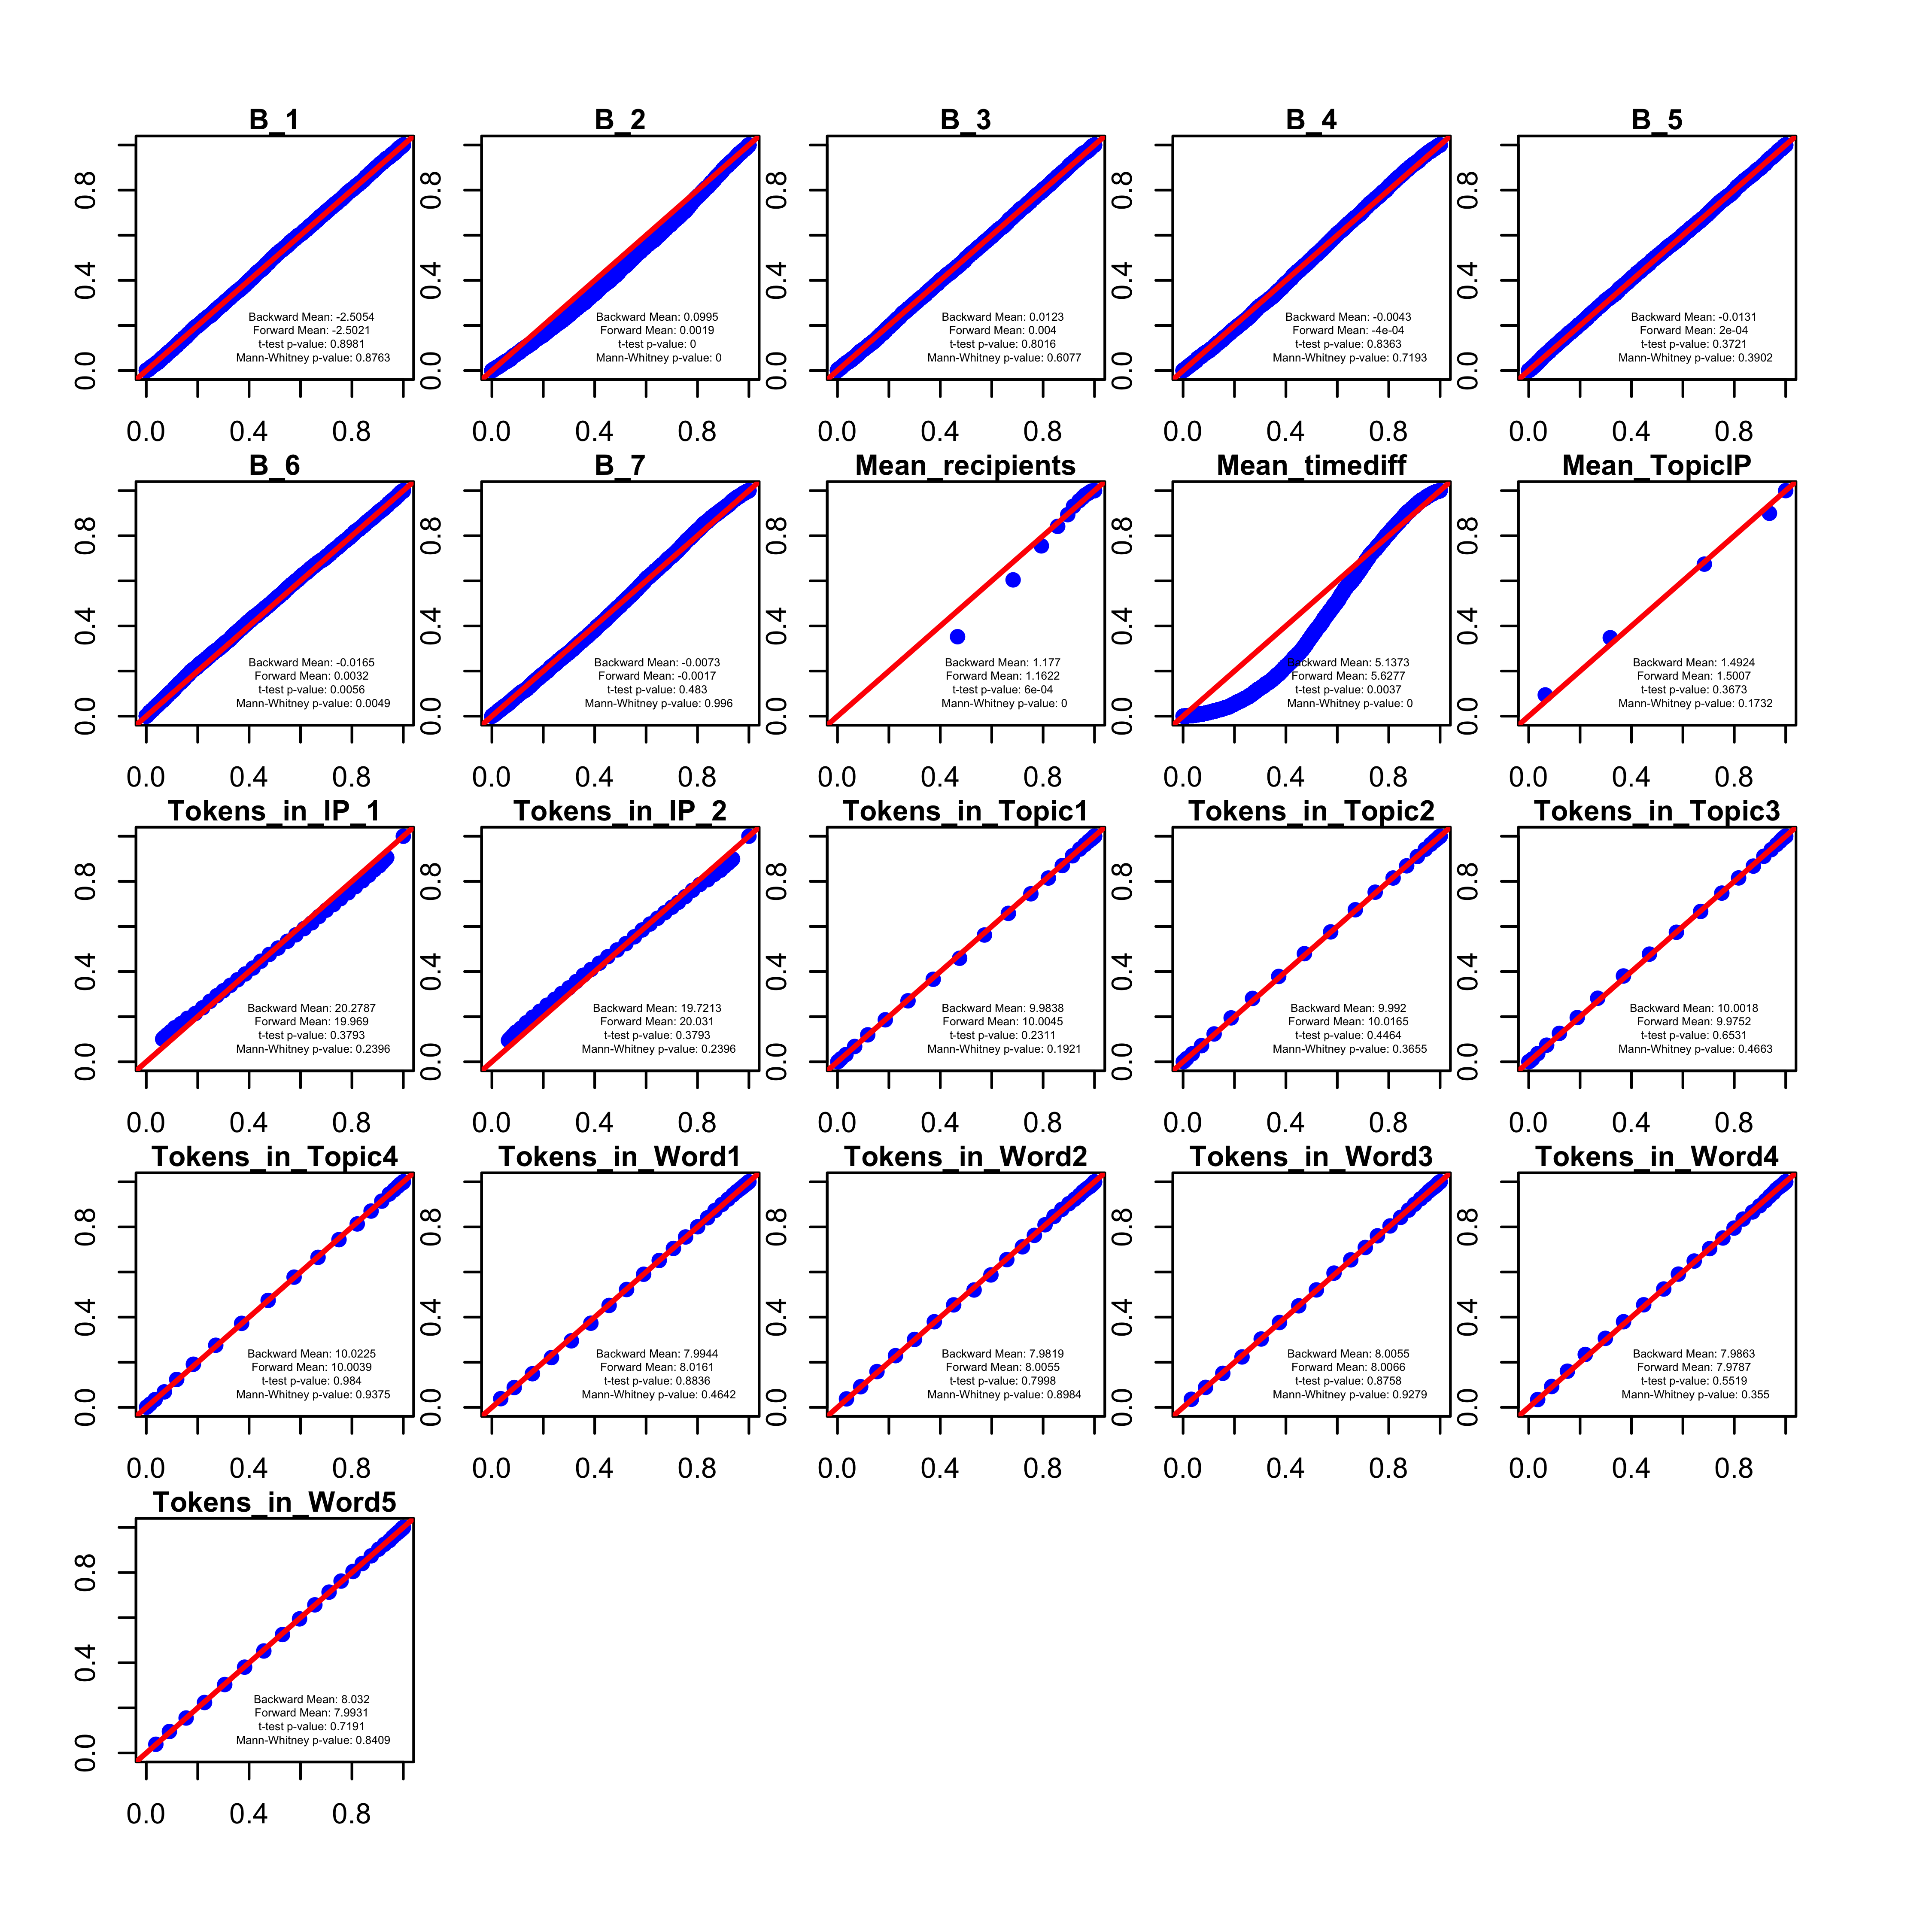 B_1
0.0 0.4 0.8
Backward Mean: -2.5054
Forward Mean: -2.5021
t-test p-value: 0.8981
Mann-Whitney p-value: 0.8763
0.0 0.4 0.8
B_2
0.0 0.4 0.8
Backward Mean: 0.0995
Forward Mean: 0.0019
t-test p-value: 0
Mann-Whitney p-value: 0
0.0 0.4 0.8
B_3
0.0 0.4 0.8
Backward Mean: 0.0123
Forward Mean: 0.004
t-test p-value: 0.8016
Mann-Whitney p-value: 0.6077
0.0 0.4 0.8
B_4
0.0 0.4 0.8
Backward Mean: -0.0043
Forward Mean: -4e-04
t-test p-value: 0.8363
Mann-Whitney p-value: 0.7193
0.0 0.4 0.8
B_5
0.0 0.4 0.8
Backward Mean: -0.0131
Forward Mean: 2e-04
t-test p-value: 0.3721
Mann-Whitney p-value: 0.3902
0.0 0.4 0.8
B_6
0.0 0.4 0.8
Backward Mean: -0.0165
Forward Mean: 0.0032
t-test p-value: 0.0056
Mann-Whitney p-value: 0.0049
0.0 0.4 0.8
B_7
0.0 0.4 0.8
Backward Mean: -0.0073
Forward Mean: -0.0017
t-test p-value: 0.483
Mann-Whitney p-value: 0.996
0.0 0.4 0.8
Mean_recipients
0.0 0.4 0.8
Backward Mean: 1.177
Forward Mean: 1.1622
t-test p-value: 6e-04
Mann-Whitney p-value: 0
0.0 0.4 0.8
Mean_timediff
0.0 0.4 0.8
Backward Mean: 5.1373
Forward Mean: 5.6277
t-test p-value: 0.0037
Mann-Whitney p-value: 0
0.0 0.4 0.8
Mean_TopicIP
0.0 0.4 0.8
Backward Mean: 1.4924
Forward Mean: 1.5007
t-test p-value: 0.3673
Mann-Whitney p-value: 0.1732
0.0 0.4 0.8
Tokens_in_IP_1
0.0 0.4 0.8
Backward Mean: 20.2787
Forward Mean: 19.969
t-test p-value: 0.3793
Mann-Whitney p-value: 0.2396
0.0 0.4 0.8
Tokens_in_IP_2
0.0 0.4 0.8
Backward Mean: 19.7213
Forward Mean: 20.031
t-test p-value: 0.3793
Mann-Whitney p-value: 0.2396
0.0 0.4 0.8
Tokens_in_Topic1
0.0 0.4 0.8
Backward Mean: 9.9838
Forward Mean: 10.0045
t-test p-value: 0.2311
Mann-Whitney p-value: 0.1921
0.0 0.4 0.8
Tokens_in_Topic2
0.0 0.4 0.8
Backward Mean: 9.992
Forward Mean: 10.0165
t-test p-value: 0.4464
Mann-Whitney p-value: 0.3655
0.0 0.4 0.8
Tokens_in_Topic3
0.0 0.4 0.8
Backward Mean: 10.0018
Forward Mean: 9.9752
t-test p-value: 0.6531
Mann-Whitney p-value: 0.4663
0.0 0.4 0.8
Tokens_in_Topic4
0.0 0.4 0.8
Backward Mean: 10.0225
Forward Mean: 10.0039
t-test p-value: 0.984
Mann-Whitney p-value: 0.9375
0.0 0.4 0.8
Tokens_in_Word1
0.0 0.4 0.8
Backward Mean: 7.9944
Forward Mean: 8.0161
t-test p-value: 0.8836
Mann-Whitney p-value: 0.4642
0.0 0.4 0.8
Tokens_in_Word2
0.0 0.4 0.8
Backward Mean: 7.9819
Forward Mean: 8.0055
t-test p-value: 0.7998
Mann-Whitney p-value: 0.8984
0.0 0.4 0.8
Tokens_in_Word3
0.0 0.4 0.8
Backward Mean: 8.0055
Forward Mean: 8.0066
t-test p-value: 0.8758
Mann-Whitney p-value: 0.9279
0.0 0.4 0.8
Tokens_in_Word4
0.0 0.4 0.8
Backward Mean: 7.9863
Forward Mean: 7.9787
t-test p-value: 0.5519
Mann-Whitney p-value: 0.355
0.0 0.4 0.8
Tokens_in_Word5
0.0 0.4 0.8
Backward Mean: 8.032
Forward Mean: 7.9931
t-test p-value: 0.7191
Mann-Whitney p-value: 0.8409
0.0 0.4 0.8